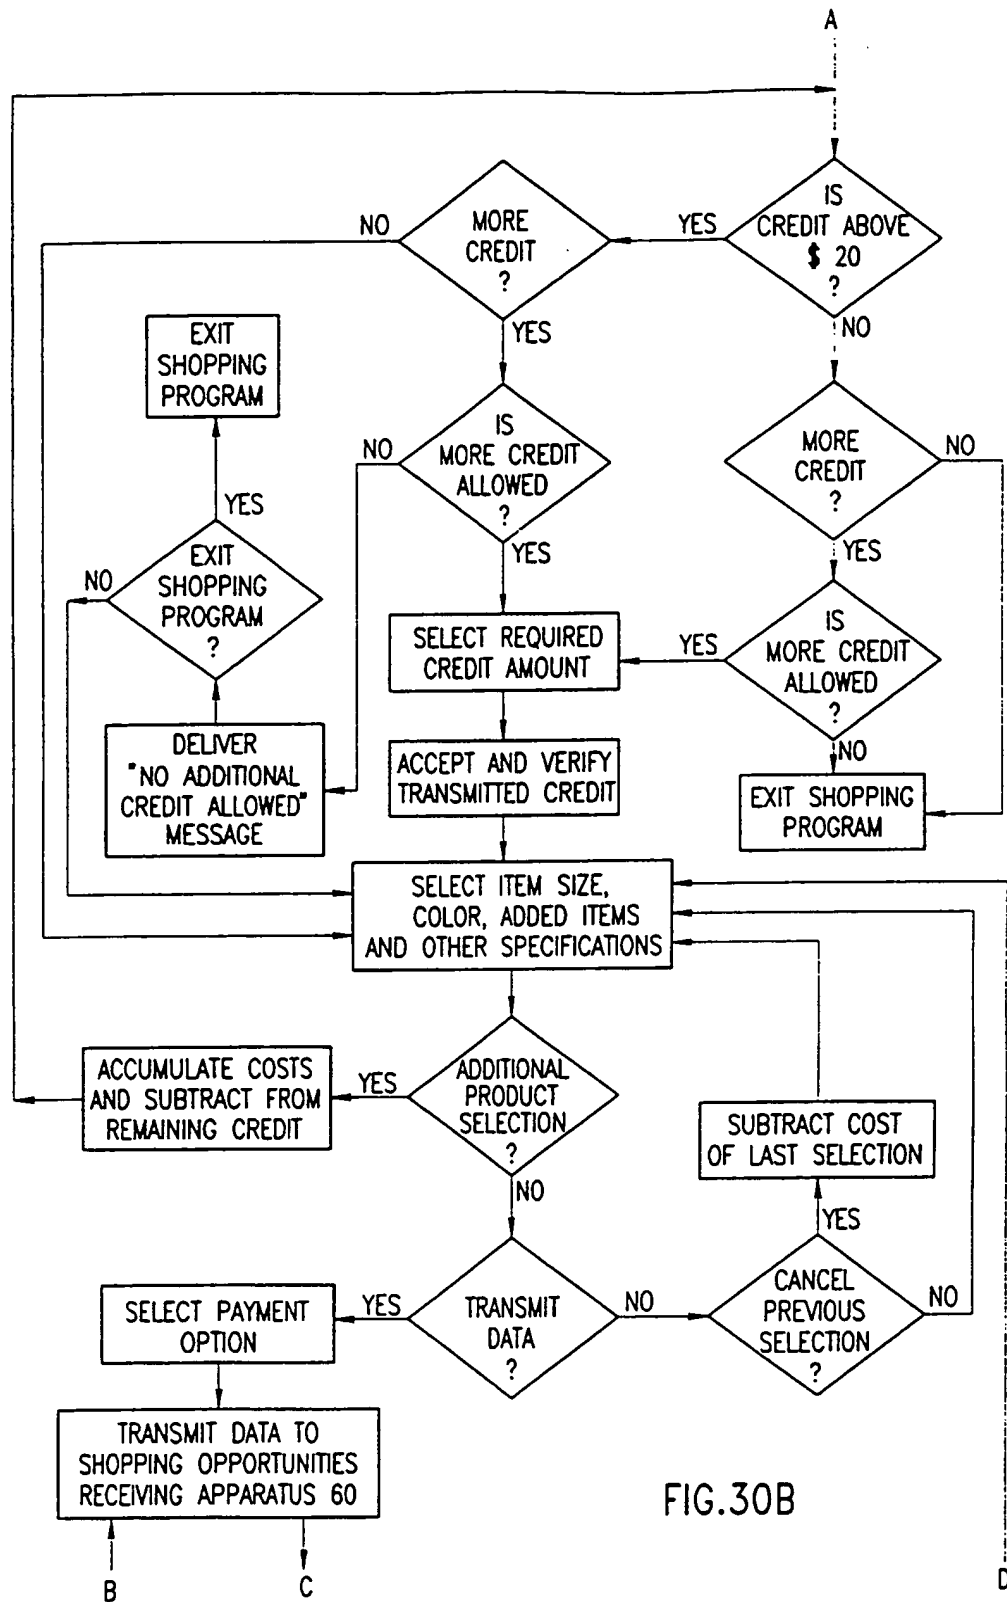 A
IS
CREDIT ABOVE
$ 20
?
YES
NO
MORE
CREDIT
?
NO
YES
EXIT
SHOPPING
PROGRAM
IS
MORE CREDIT
ALLOWED
?
NO
YES
MORE
CREDIT
?
NO
YES
YES
EXIT
SHOPPING
PROGRAM
?
NO
SELECT REQUIRED
CREDIT AMOUNT
YES
IS
MORE CREDIT
ALLOWED
?
NO
DELIVER
"NO ADDITIONAL
CREDIT ALLOWED"
MESSAGE
ACCEPT AND VERIFY
TRANSMITTED CREDIT
EXIT SHOPPING
PROGRAM
SELECT ITEM SIZE,
COLOR, ADDED ITEMS
AND OTHER SPECIFICATIONS
ACCUMULATE COSTS
AND SUBTRACT FROM
REMAINING CREDIT
YES
ADDITIONAL
PRODUCT
SELECTION
?
NO
SUBTRACT COST
OF LAST SELECTION
YES
SELECT PAYMENT
OPTION
YES
TRANSMIT
DATA
?
NO
CANCEL
PREVIOUS
SELECTION
?
NO
TRANSMIT DATA TO
SHOPPING OPPORTUNITIES
RECEIVING APPARATUS 60
FIG.30B
B
C
D